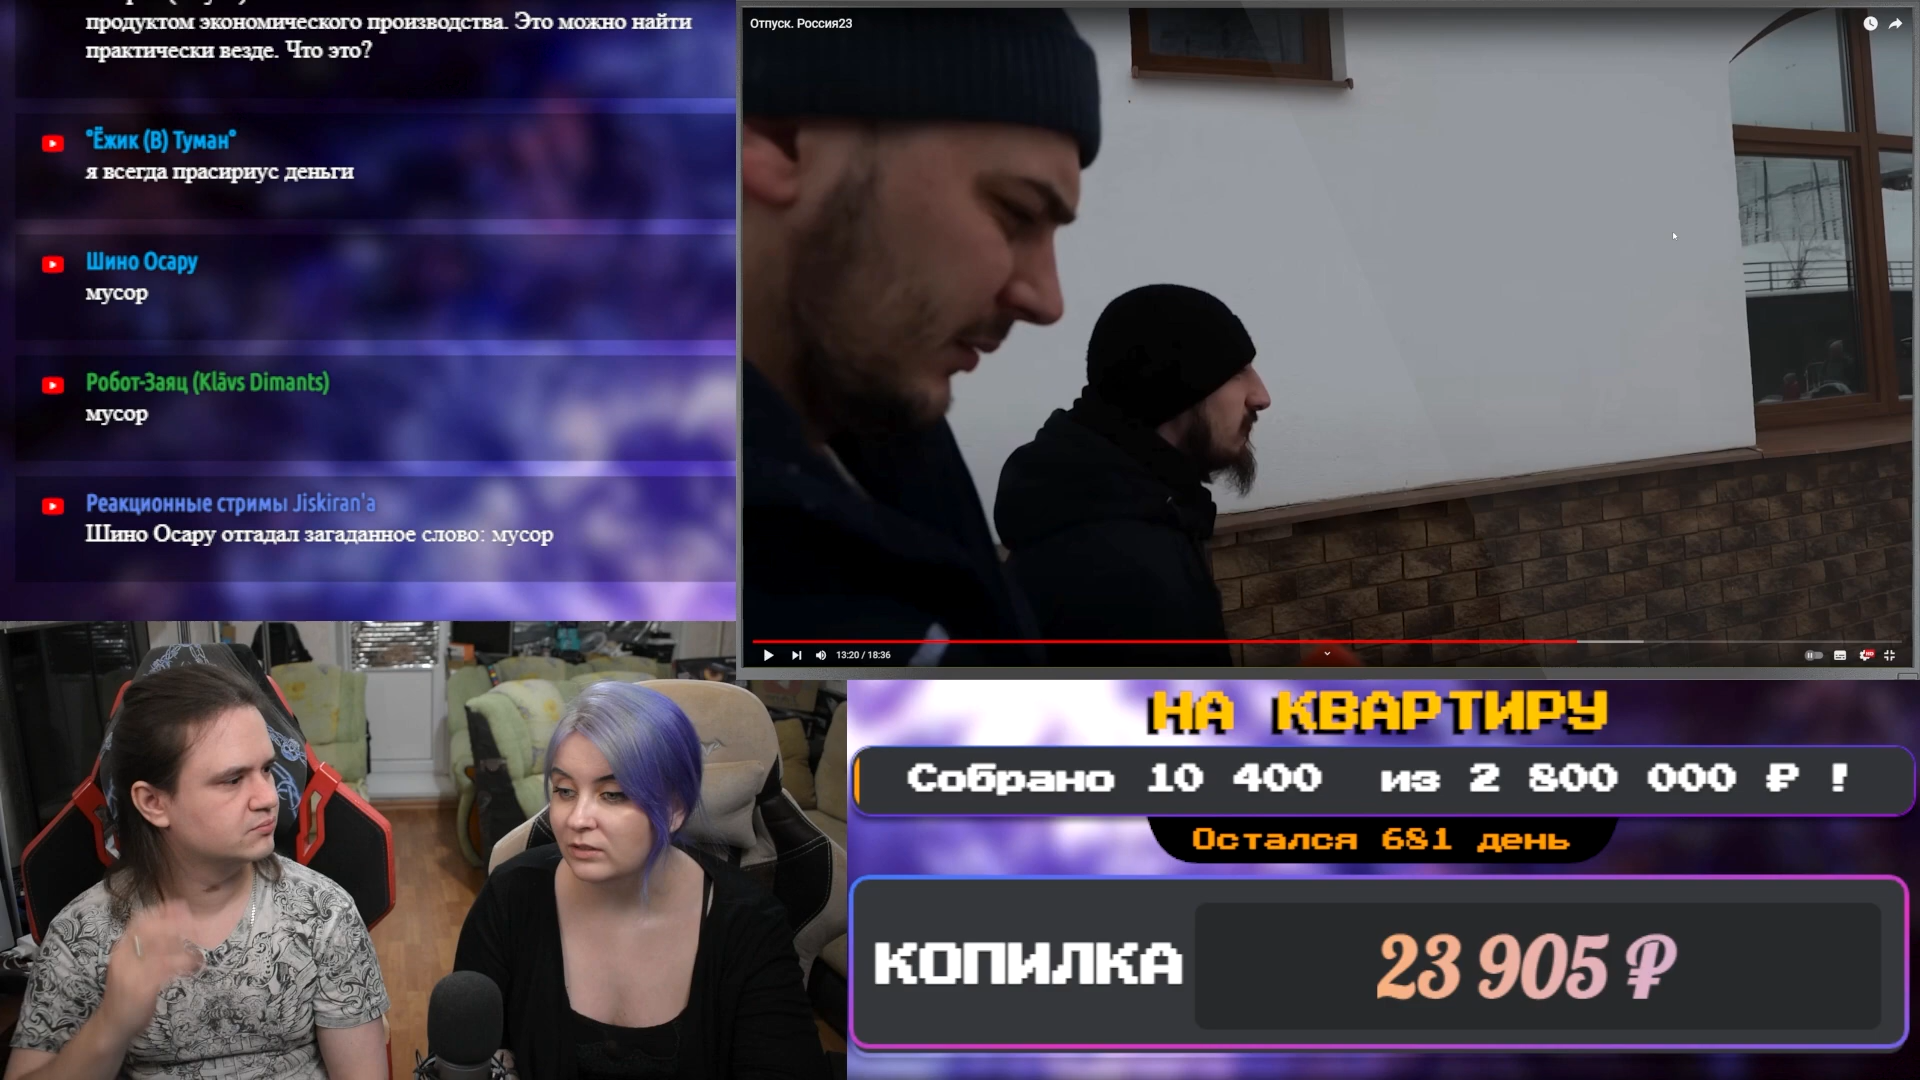 продуктом экономического производства. Это можно найти
практически везде. Что это?
°Ёжик (В) Туман°
я всегда прасириус деньги
Шино Осару
мусор
Робот-Заяц (Klāvs Dimants)
мусор
Реакционные стримы Jiskiran'a
Шино Осару отгадал загаданное слово: мусор
Отпуск. Россия23
13:20 / 18:36
НА КВАРТИРУ
Собрано 10 400 из 2 800 000 ₽ !
Остался 681 день
КОПИЛКА
23 905 ₽